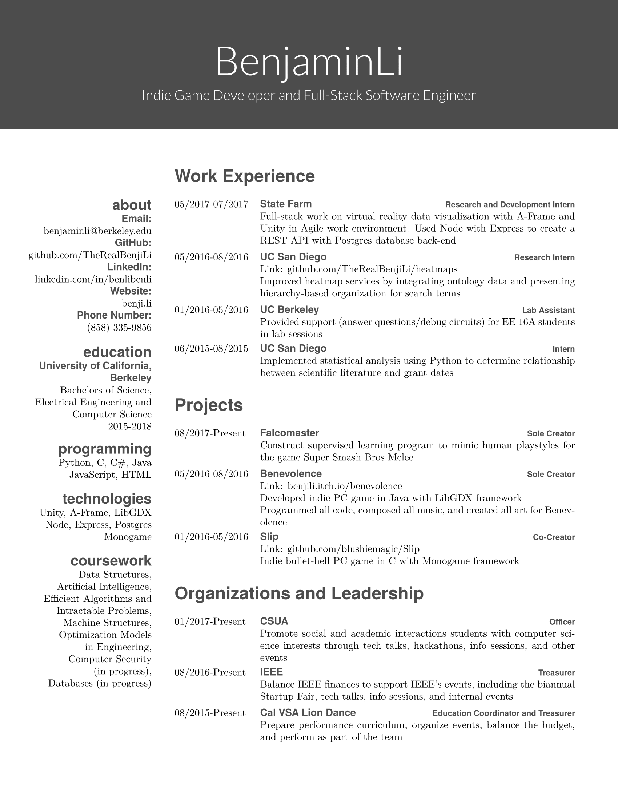 BenjaminLi
Indie Game Developer and Full-Stack Software Engineer
about
Email:
benjaminli@berkeley.edu
GitHub:
github.com/TheRealBenjiLi
LinkedIn:
linkedin.com/in/benlibenli
Website:
benji.li
Phone Number:
(858) 335-9856
education
University of California,
Berkeley
Bachelors of Science,
Electrical Engineering and
Computer Science
2015-2018
programming
Python, C, C#, Java
JavaScript, HTML
technologies
Unity, A-Frame, LibGDX
Node, Express, Postgres
Monogame
coursework
Data Structures,
Artificial Intelligence,
Efficient Algorithms and
Intractable Problems,
Machine Structures,
Optimization Models
in Engineering,
Computer Security
(in progress),
Databases (in progress)
Work Experience
05/2017-07/2017 State Farm Research and Development Intern
Full-stack work on virtual reality data visualization with A-Frame and
Unity in Agile work environment. Used Node with Express to create a
REST API with Postgres database back-end
05/2016-08/2016 UC San Diego Research Intern
Link: github.com/TheRealBenjiLi/heatmaps
Improved heatmap services by integrating ontology data and presenting
hierarchy-based organization for search terms
01/2016-05/2016 UC Berkeley Lab Assistant
Provided support (answer questions/debug circuits) for EE 16A students
in lab sessions
06/2015-08/2015 UC San Diego Intern
Implemented statistical analysis using Python to determine relationship
between scientific literature and grant dates
Projects
08/2017-Present Falcomaster Sole Creator
Construct supervised learning program to mimic human playstyles for
the game Super Smash Bros Melee
05/2016-08/2016 Benevolence Sole Creator
Link: benji-li.itch.io/benevolence
Developed indie PC game in Java with LibGDX framework
Programmed all code, composed all music, and created all art for Benev-
olence
01/2016-05/2016 Slip Co-Creator
Link: github.com/blushiemagic/Slip
Indie bullet-hell PC game in C with Monogame framework
Organizations and Leadership
01/2017-Present CSUA Officer
Promote social and academic interactions students with computer sci-
ence interests through tech talks, hackathons, info sessions, and other
events
08/2016-Present IEEE Treasurer
Balance IEEE finances to support IEEE's events, including the biannual
Startup Fair, tech talks, info sessions, and internal events
08/2015-Present Cal VSA Lion Dance Education Coordinator and Treasurer
Prepare performance curriculum, organize events, balance the budget,
and perform as part of the team